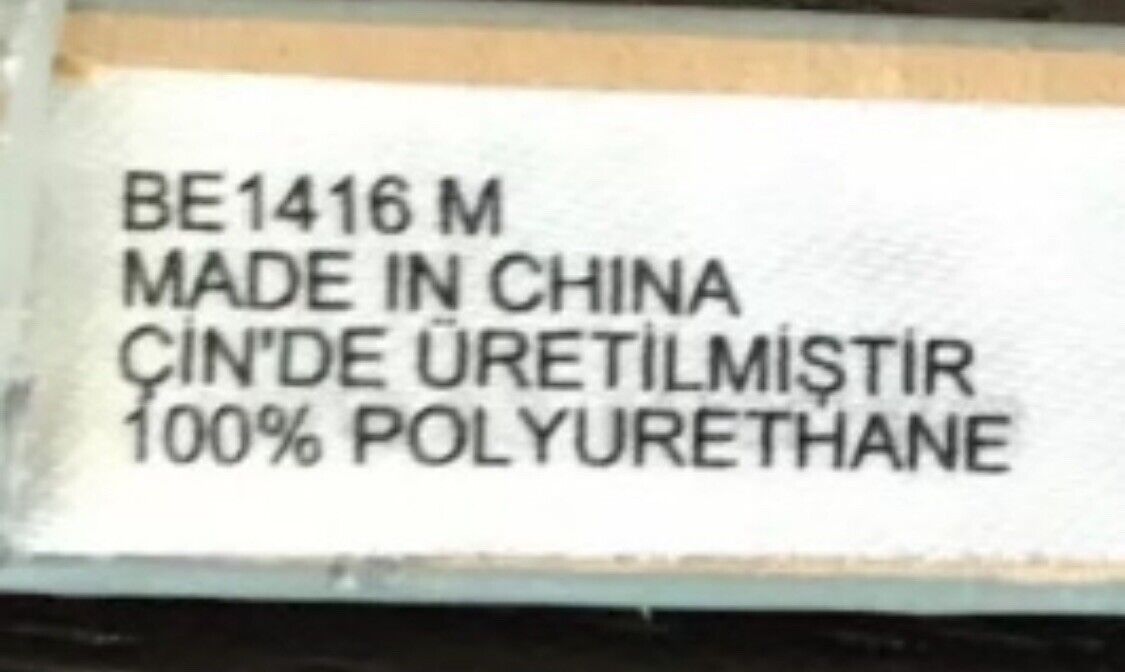 BE1416 M
MADE IN CHINA
ÇİN'DE ÜRETİLMİŞTİR
100% POLYURETHANE